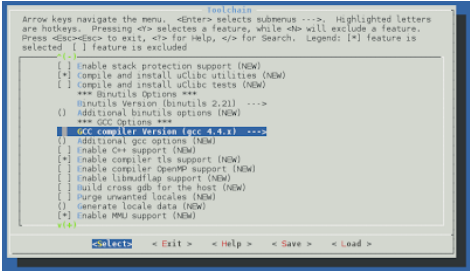 Toolchain
Arrow keys navigate the menu. <Enter> selects submenus --->. Highlighted letters
are hotkeys. Pressing <Y> selectes a feature, while <N> will exclude a feature.
Press <Esc><Esc> to exit, <?> for Help, </> for Search. Legend: [*] feature is
selected [ ] feature is excluded
^(-)
[ ] Enable stack protection support (NEW)
[*] Compile and install uClibc utilities (NEW)
[ ] Compile and install uClibc tests (NEW)
*** Binutils Options ***
Binutils Version (binutils 2.21) --->
() Additional binutils options (NEW)
*** GCC Options ***
GCC compiler Version (gcc 4.4.x) --->
() Additional gcc options (NEW)
[ ] Enable C++ support (NEW)
[*] Enable compiler tls support (NEW)
[ ] Enable compiler OpenMP support (NEW)
[ ] Enable libmudflap support (NEW)
[ ] Build cross gdb for the host (NEW)
[ ] Purge unwanted locales (NEW)
() Generate locale data (NEW)
[*] Enable MMU support (NEW)
v(+)
<Select> < Exit > < Help > < Save > < Load >